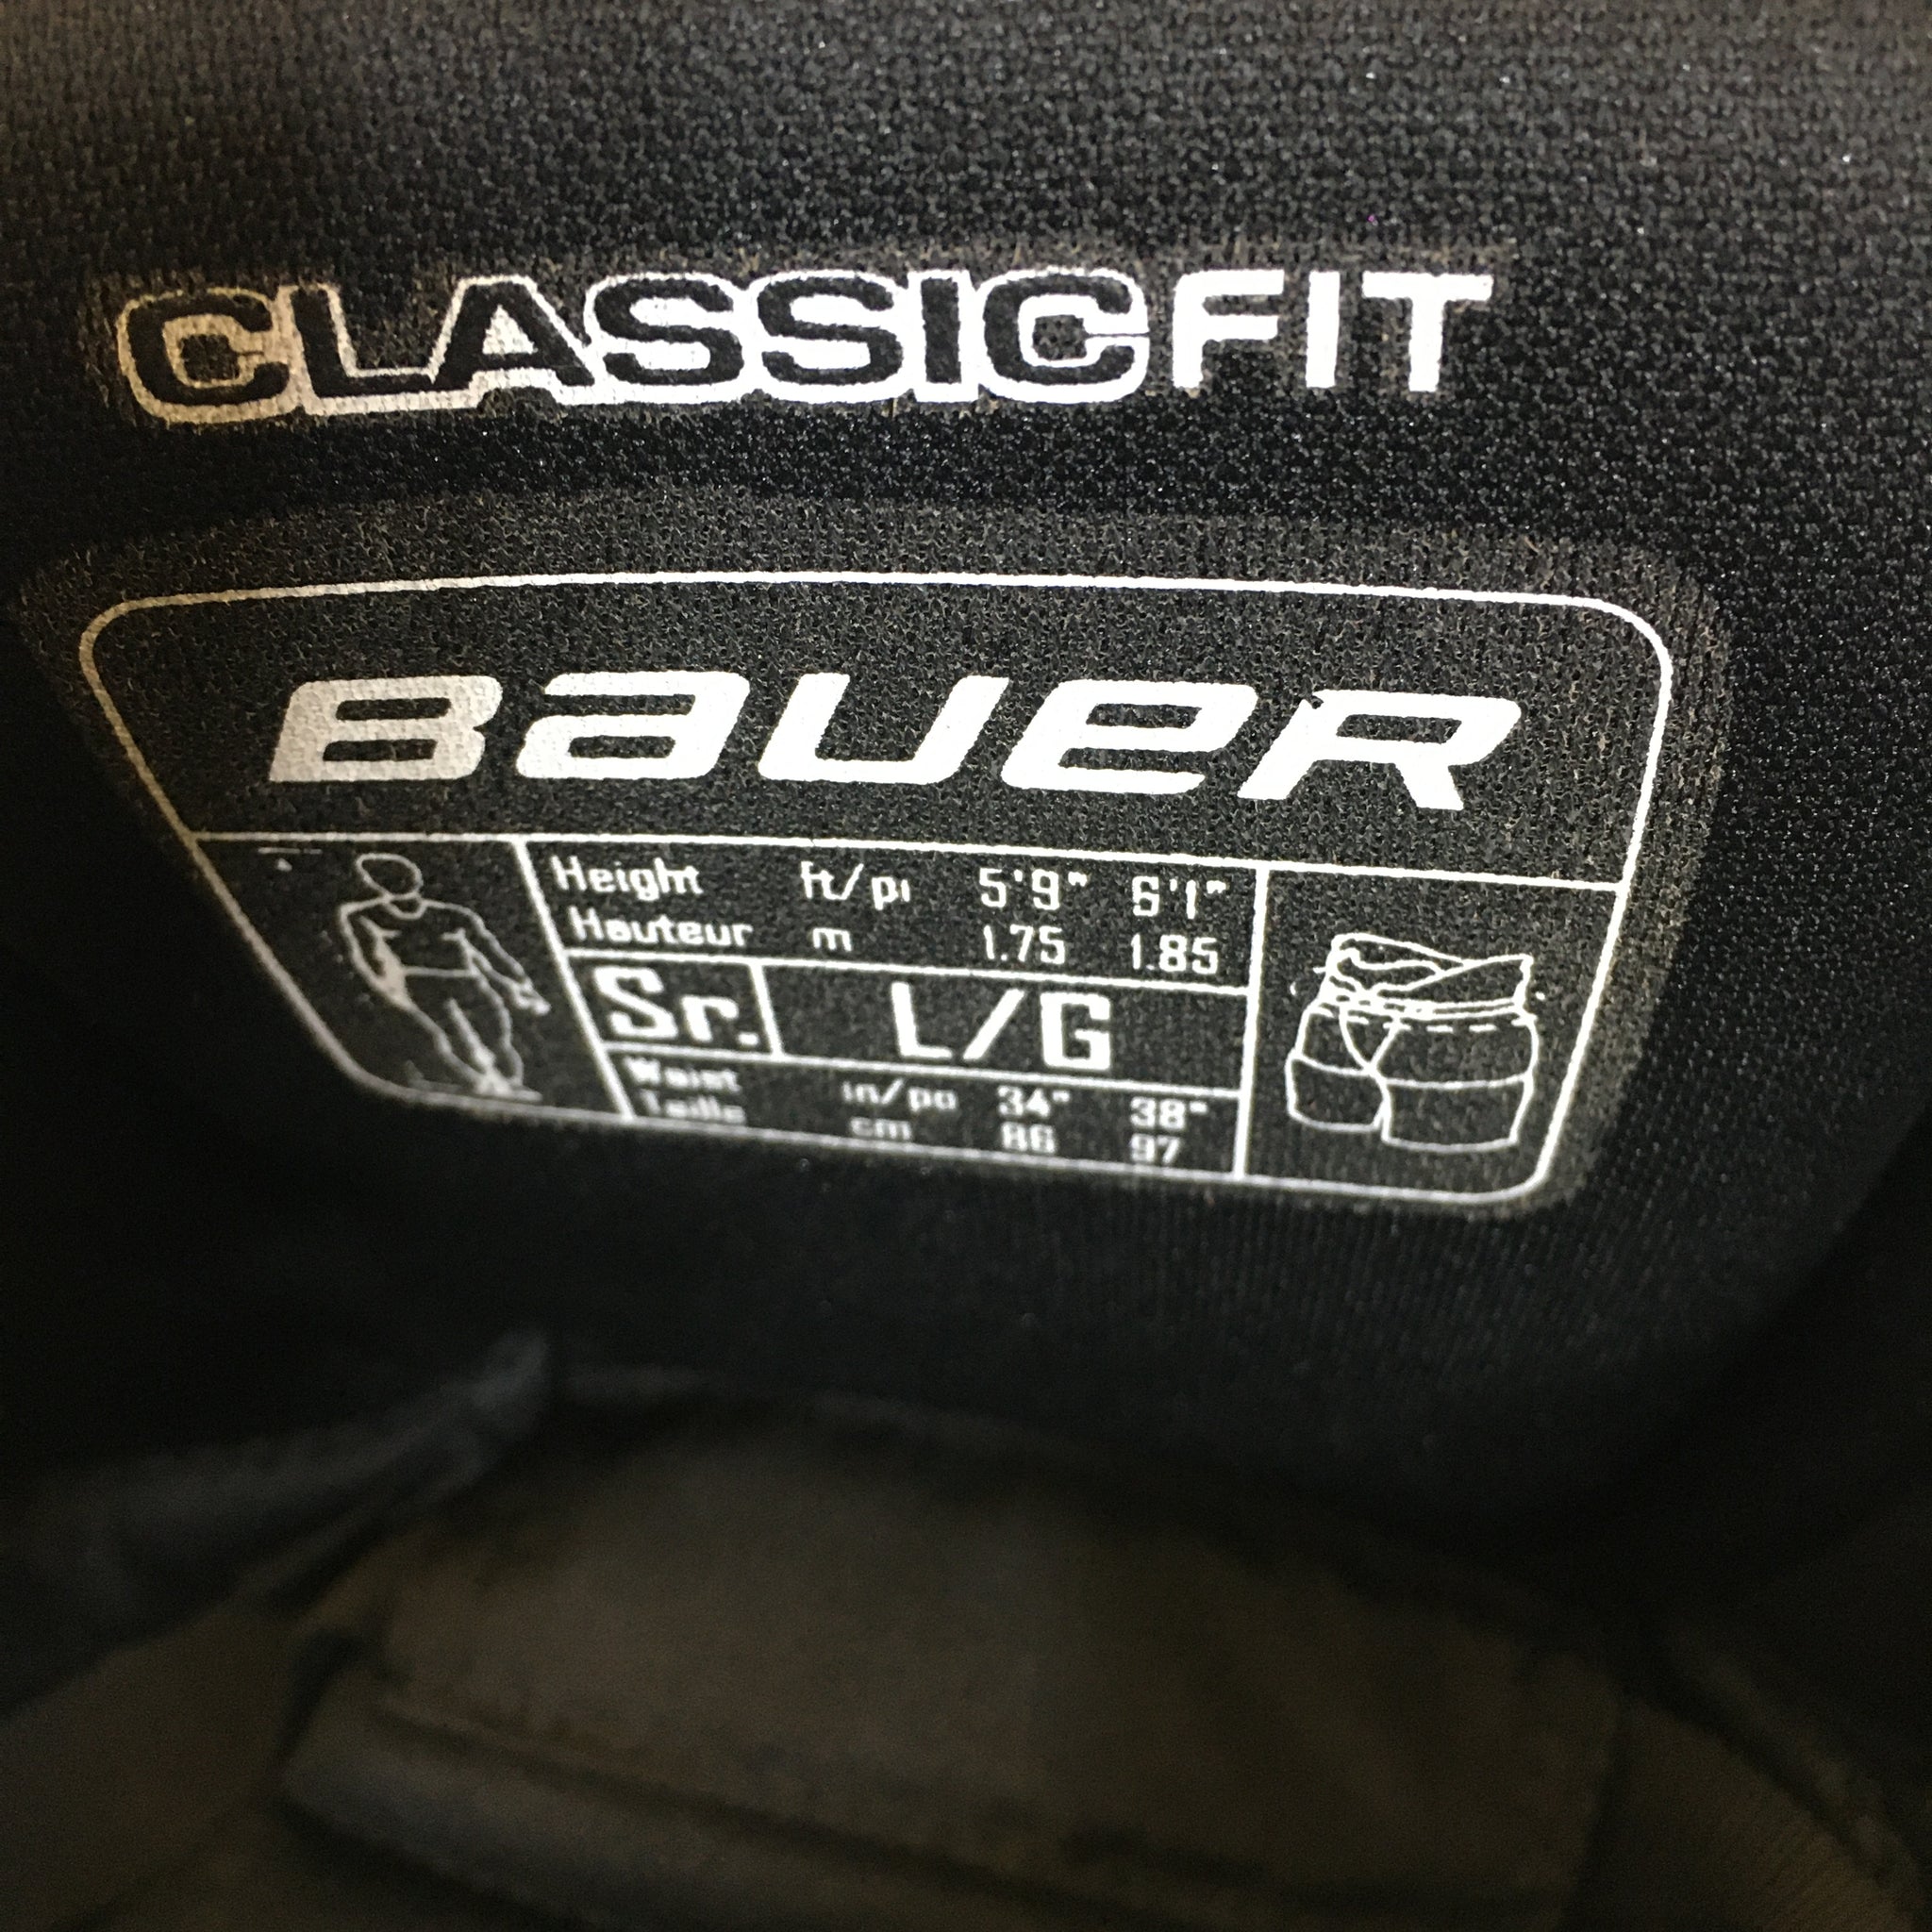 CLASSICFIT
BAUER
Height ft/pi 5'9" 6'1"
Hauteur m 1.75 1.85
Sr. L/G
Waist in/po 34" 38"
Taille cm 86 97